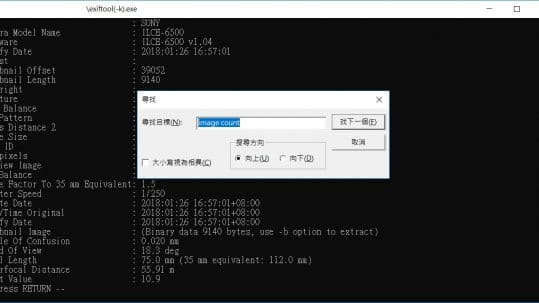 \exiftool(-k).exe
: SONY
ra Model Name : ILCE-6500
ware : ILCE-6500 v1.04
fy Date : 2018:01:26 16:57:01
st :
bnail Offset : 39052
bnail Length : 9140
right :
ture
Balance
Pattern
s Distance 2
e Size
ID
pixels
iew Image
Balance
e Factor To 35 mm Equivalent: 1.5
ter Speed : 1/250
te Date : 2018:01:26 16:57:01+08:00
/Time Original : 2018:01:26 16:57:01+08:00
fy Date : 2018:01:26 16:57:01+08:00
bnail Image : (Binary data 9140 bytes, use -b option to extract)
le Of Confusion : 0.020 mm
d Of View : 18.3 deg
l Length : 75.0 mm (35 mm equivalent: 112.0 mm)
rfocal Distance : 55.91 m
t Value : 10.9
ress RETURN --
尋找
尋找目標(N): image count
找下一個(F)
搜尋方向
取消
大小寫視為相異(C)
向上(U) 向下(D)